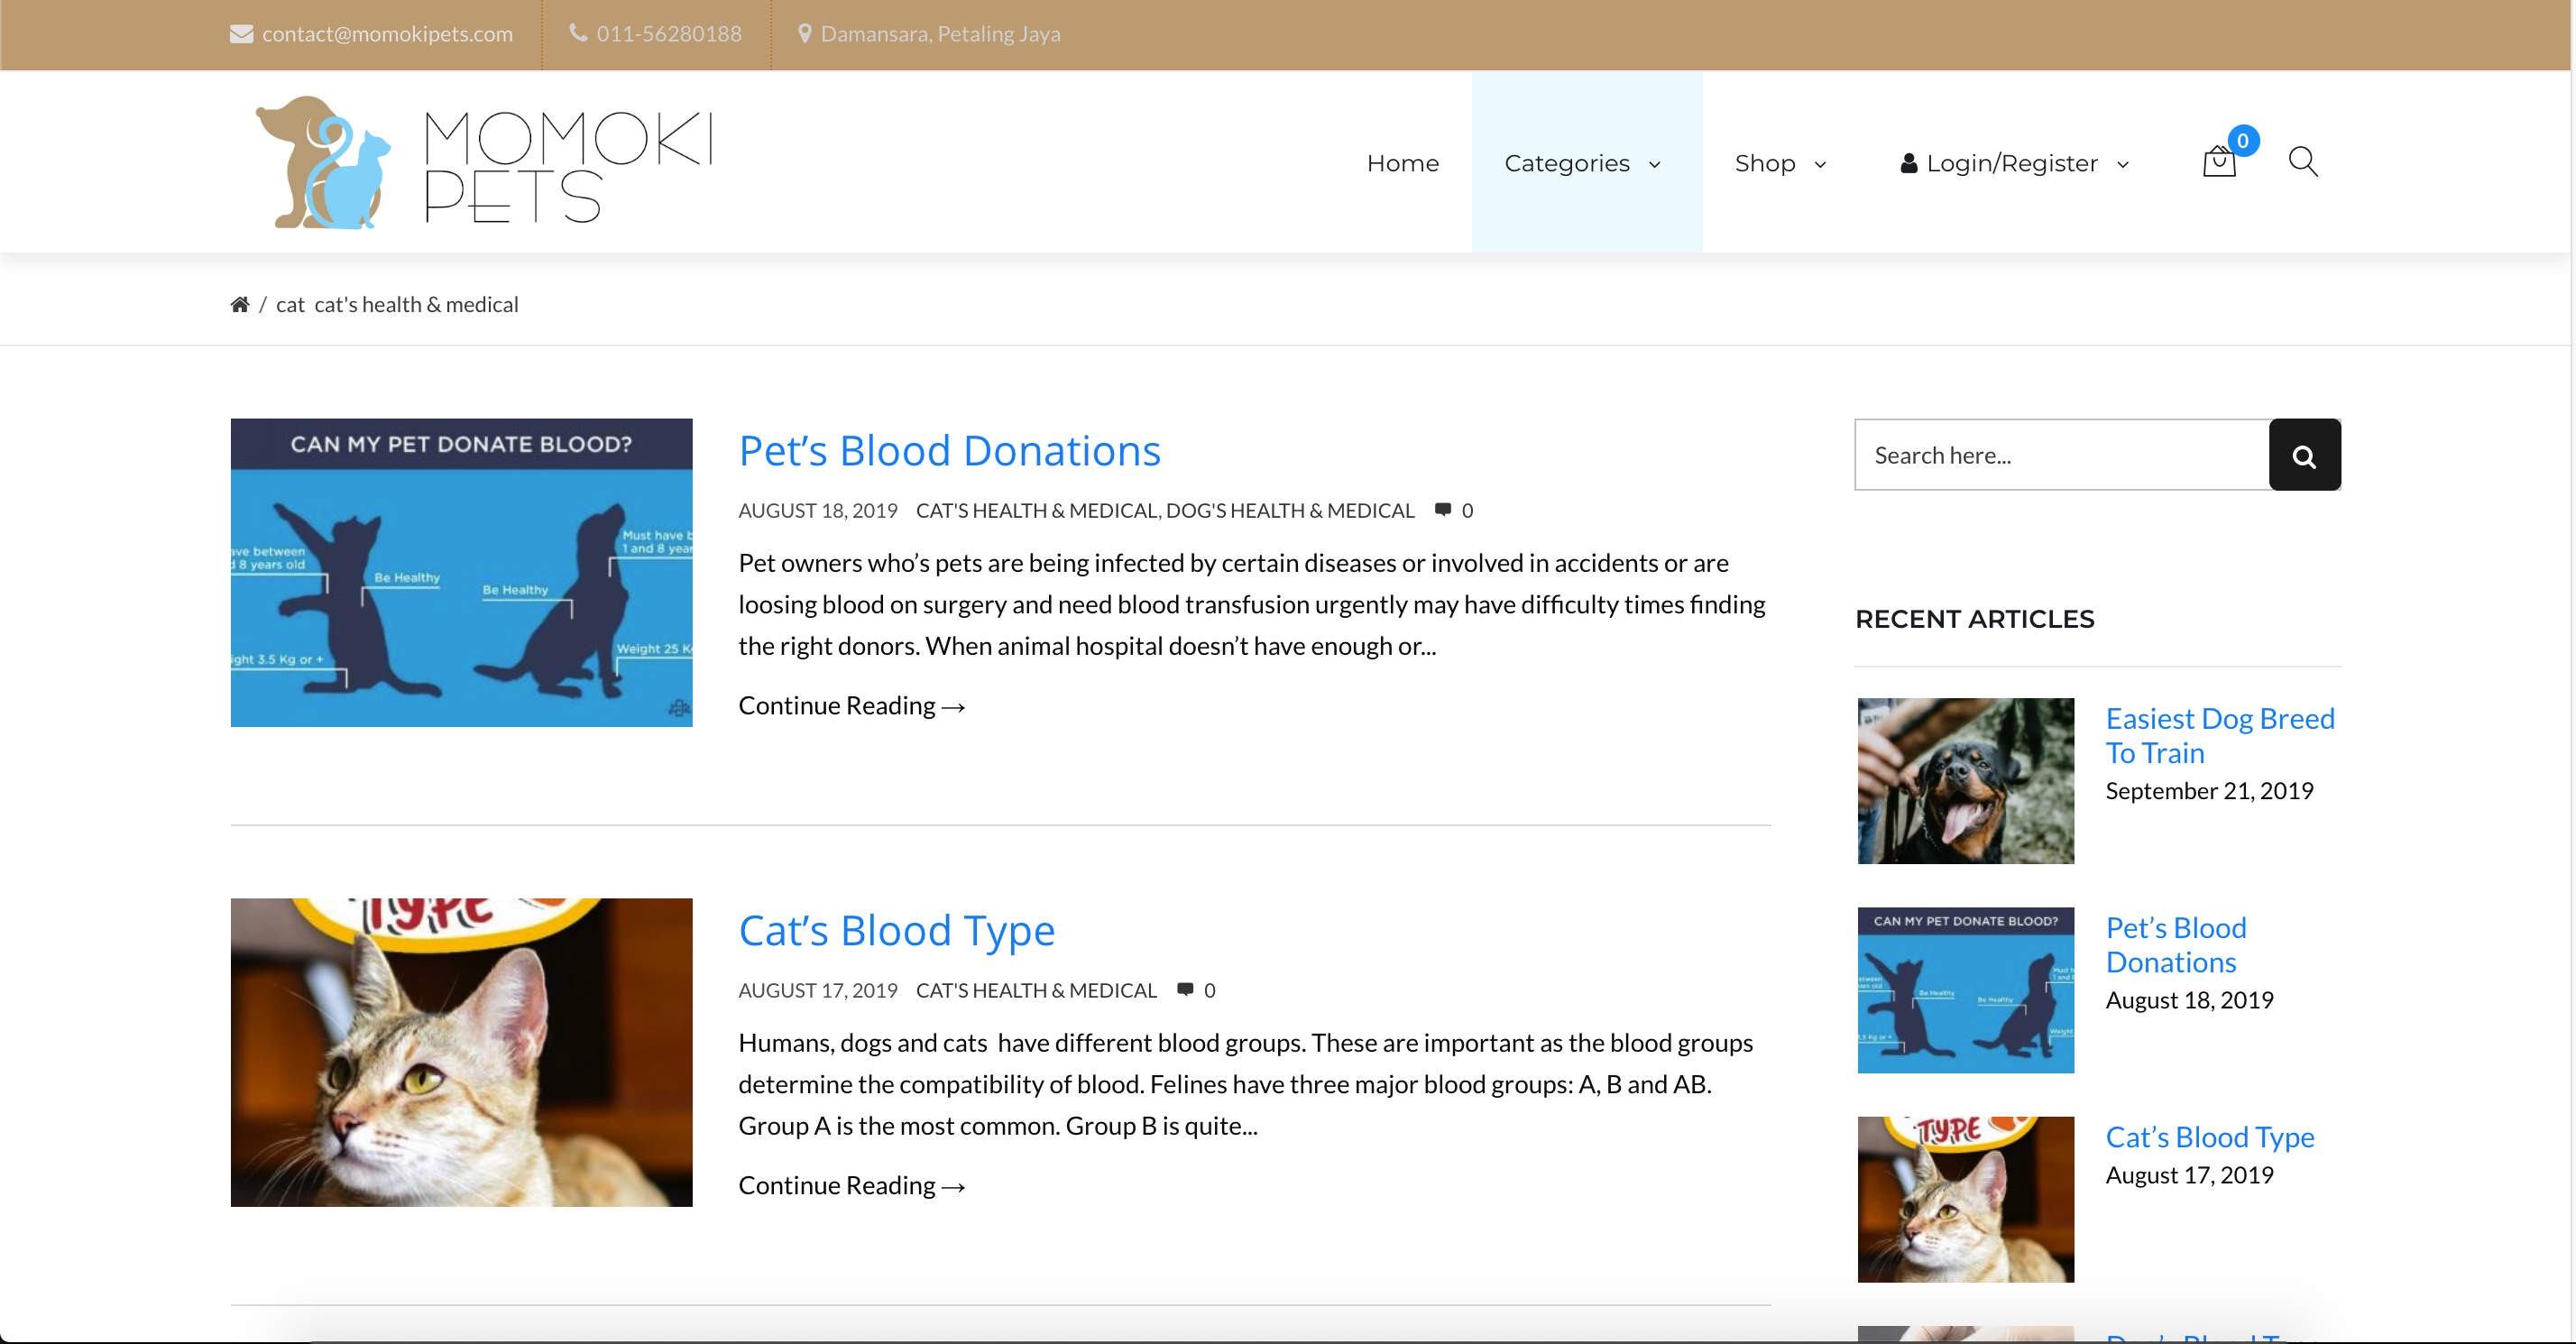 contact@momokipets.com
011-56280188
Damansara, Petaling Jaya
MOMOKI
PETS
Home
Categories
Shop
Login/Register
0
/ cat cat's health & medical
CAN MY PET DONATE BLOOD?
ave between
8 years old
Be Healthy
ght 3.5 Kg or +
Be Healthy
Must have b
1 and 8 year
Weight 25 K
Pet’s Blood Donations
AUGUST 18, 2019 CAT'S HEALTH & MEDICAL, DOG'S HEALTH & MEDICAL 0
Pet owners who’s pets are being infected by certain diseases or involved in accidents or are
loosing blood on surgery and need blood transfusion urgently may have difficulty times finding
the right donors. When animal hospital doesn’t have enough or...
Continue Reading →
TYPE
Cat’s Blood Type
AUGUST 17, 2019 CAT'S HEALTH & MEDICAL 0
Humans, dogs and cats  have different blood groups. These are important as the blood groups
determine the compatibility of blood. Felines have three major blood groups: A, B and AB.
Group A is the most common. Group B is quite...
Continue Reading →
Search here...
RECENT ARTICLES
Easiest Dog Breed
To Train
September 21, 2019
CAN MY PET DONATE BLOOD?
Be Healthy
Be Healthy
Weight
Pet’s Blood
Donations
August 18, 2019
TYPE
Cat’s Blood Type
August 17, 2019